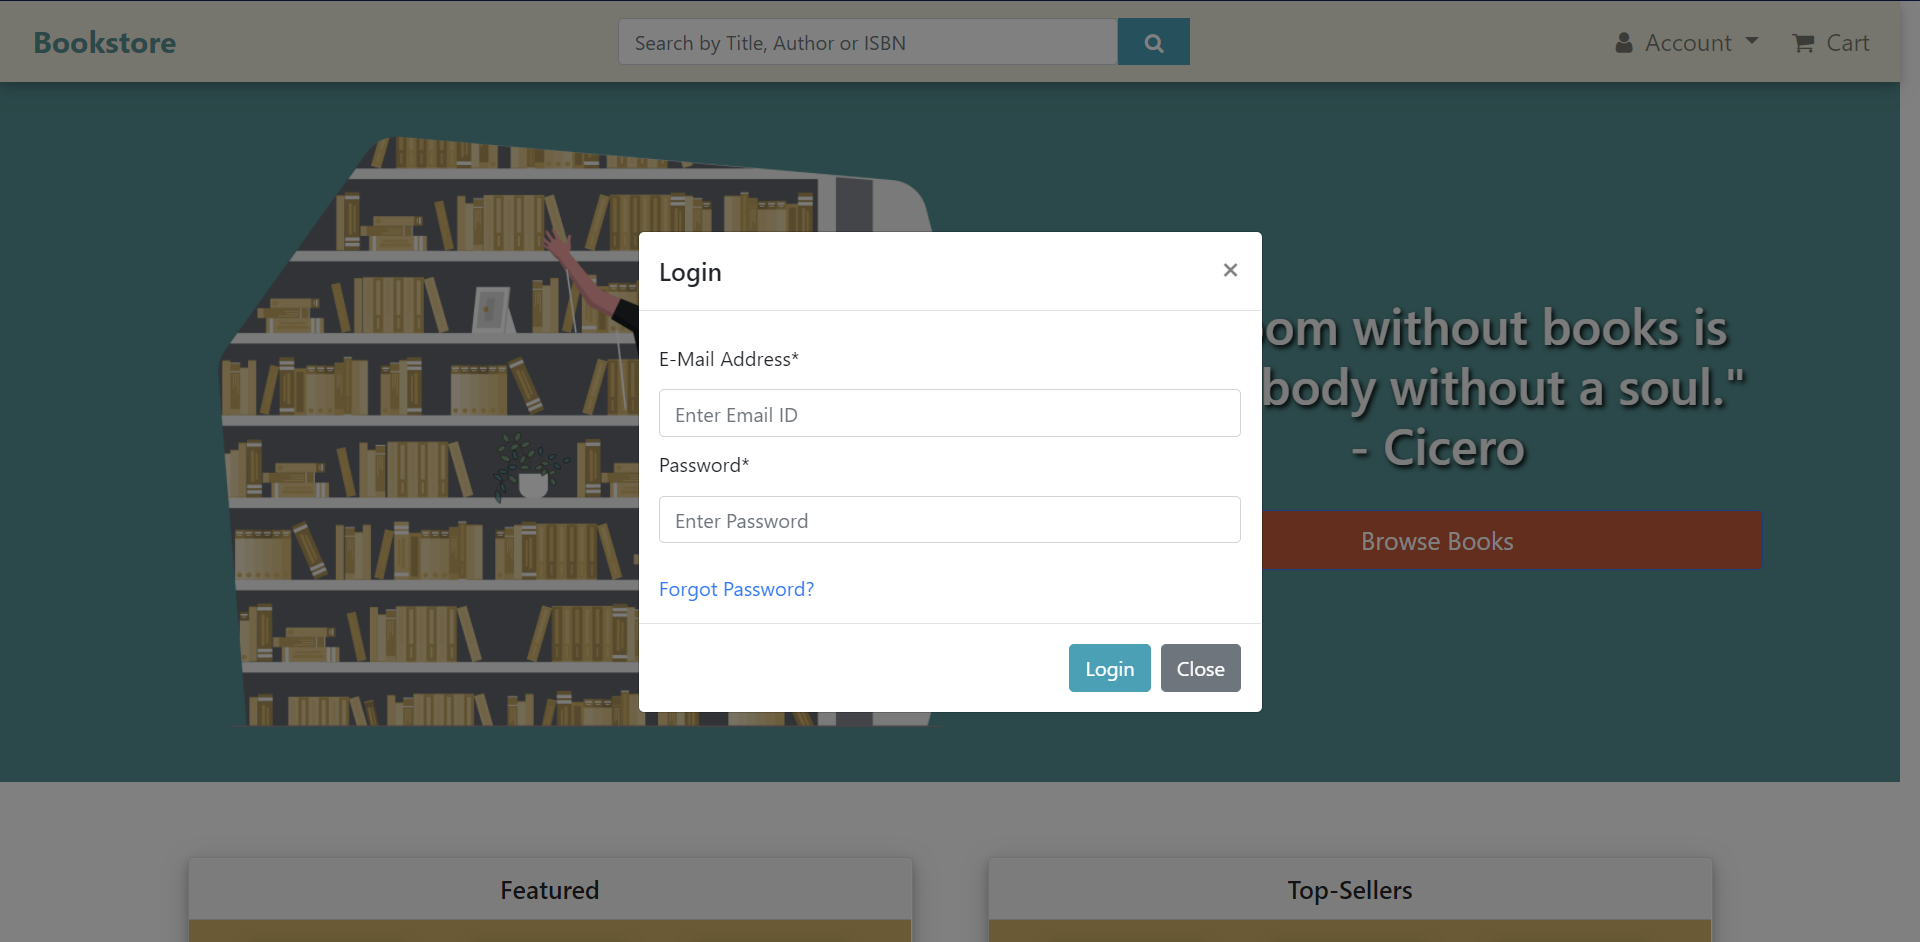 Bookstore
Search by Title, Author or ISBN
Account
Cart
Login
×
E-Mail Address*
Enter Email ID
Password*
Enter Password
Forgot Password?
Login Close
om without books is
body without a soul."
- Cicero
Browse Books
Featured
Top-Sellers